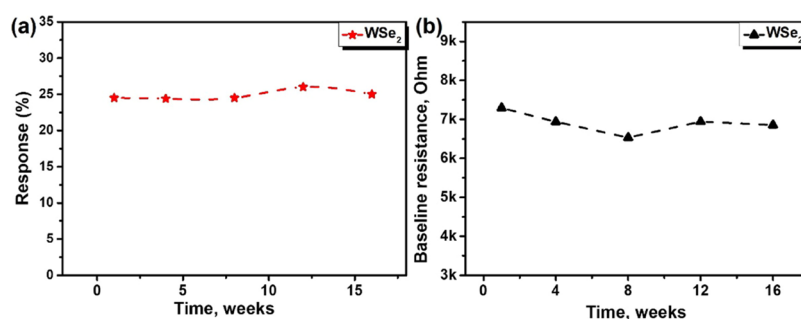 (a)
WSe2
Response (%)
35
30
25
20
15
10
5
0
0 5 10 15
Time, weeks
(b)
WSe2
Baseline resistance, Ohm
9k
8k
7k
6k
5k
4k
3k
0 4 8 12 16
Time, weeks